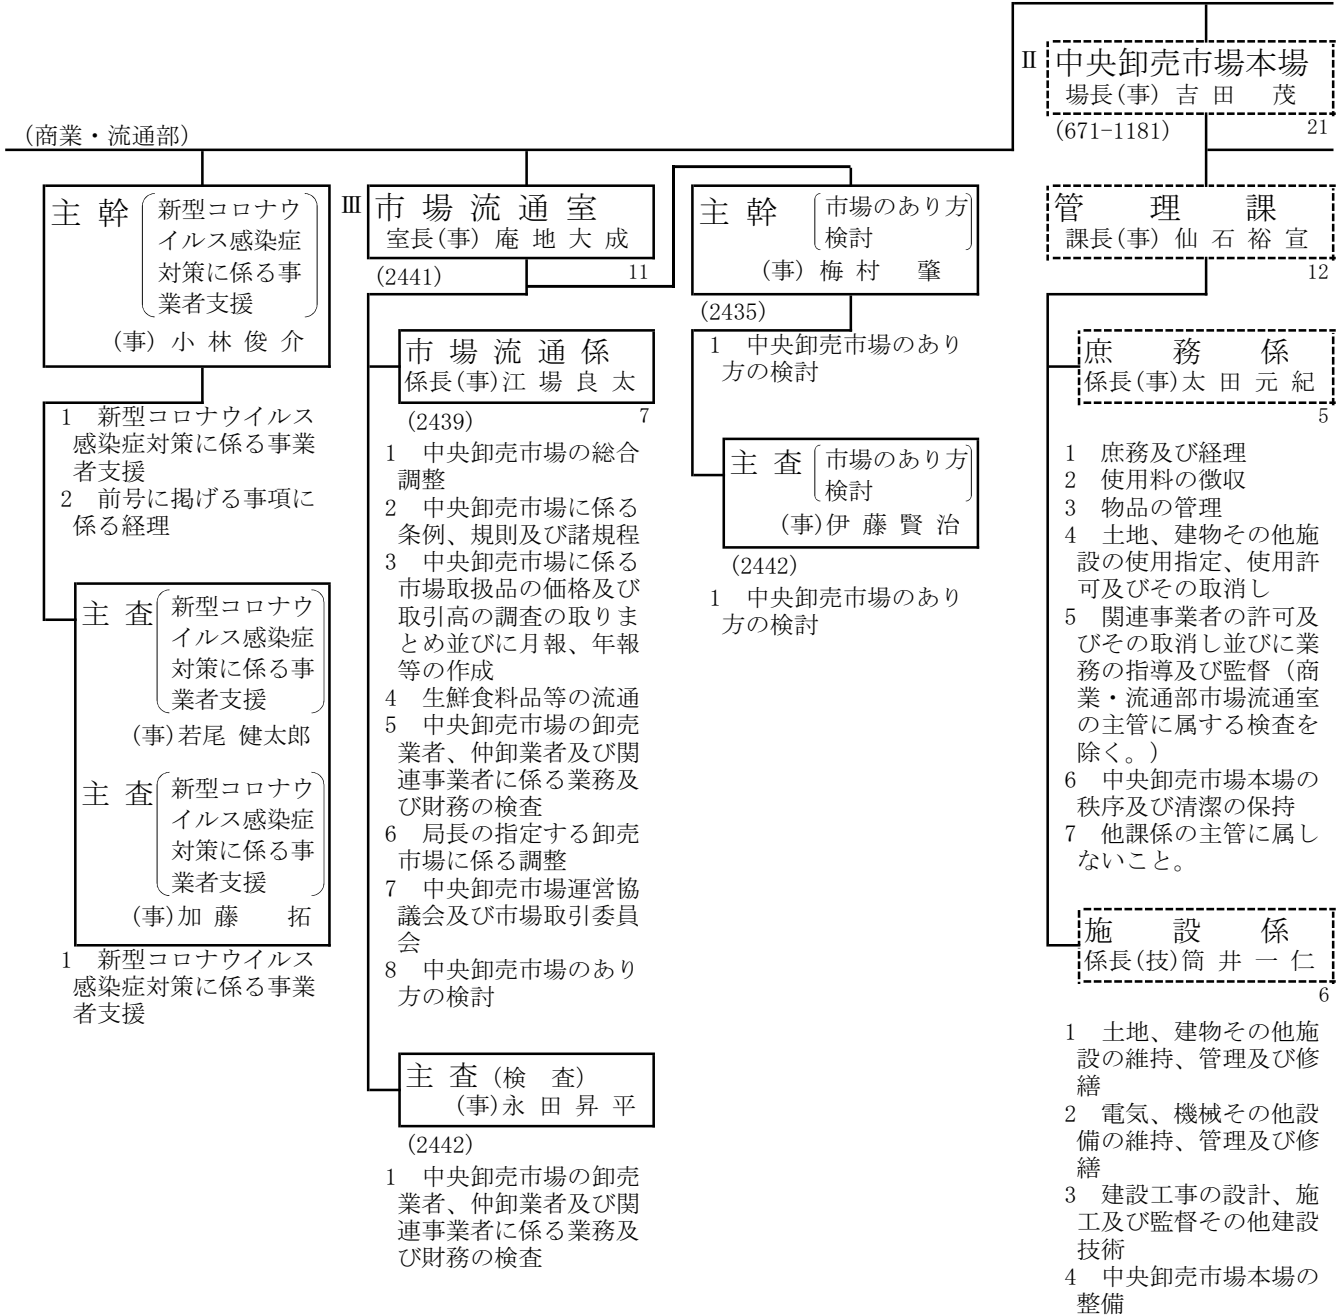 (商業・流通部)
主 幹
新型コロナウ
イルス感染症
対策に係る事
業者支援
(事) 小 林 俊 介
1 新型コロナウイルス
感染症対策に係る事業
者支援
2 前号に掲げる事項に
係る経理
主 査
新型コロナウ
イルス感染症
対策に係る事
業者支援
(事)若尾 健太郎
主 査
新型コロナウ
イルス感染症
対策に係る事
業者支援
(事)加 藤 拓
1 新型コロナウイルス
感染症対策に係る事業
者支援
Ⅲ 市 場 流 通 室
室長(事) 庵 地 大 成
(2441) 11
市 場 流 通 係
係長(事)江 場 良 太
(2439) 7
1 中央卸売市場の総合
調整
2 中央卸売市場に係る
条例、規則及び諸規程
3 中央卸売市場に係る
市場取扱品の価格及び
取引高の調査の取りま
とめ並びに月報、年報
等の作成
4 生鮮食料品等の流通
5 中央卸売市場の卸売
業者、仲卸業者及び関
連事業者に係る業務及
び財務の検査
6 局長の指定する卸売
市場に係る調整
7 中央卸売市場運営協
議会及び市場取引委員
会
8 中央卸売市場のあり
方の検討
主 査 (検 査)
(事)永 田 昇 平
(2442)
1 中央卸売市場の卸売
業者、仲卸業者及び関
連事業者に係る業務及
び財務の検査
主 幹
市場のあり方
検討
(事) 梅 村 肇
(2435)
1 中央卸売市場のあり
方の検討
主 査
市場のあり方
検討
(事)伊 藤 賢 治
(2442)
1 中央卸売市場のあり
方の検討
Ⅱ 中央卸売市場本場
場長(事) 吉 田 茂
(671-1181) 21
管 理 課
課長(事) 仙 石 裕 宣
12
庶 務 係
係長(事)太 田 元 紀
5
1 庶務及び経理
2 使用料の徴収
3 物品の管理
4 土地、建物その他施
設の使用指定、使用許
可及びその取消し
5 関連事業者の許可及
びその取消し並びに業
務の指導及び監督(商
業・流通部市場流通室
の主管に属する検査を
除く。)
6 中央卸売市場本場の
秩序及び清潔の保持
7 他課係の主管に属し
ないこと。
施 設 係
係長(技)筒 井 一 仁
6
1 土地、建物その他施
設の維持、管理及び修
繕
2 電気、機械その他設
備の維持、管理及び修
繕
3 建設工事の設計、施
工及び監督その他建設
技術
4 中央卸売市場本場の
整備